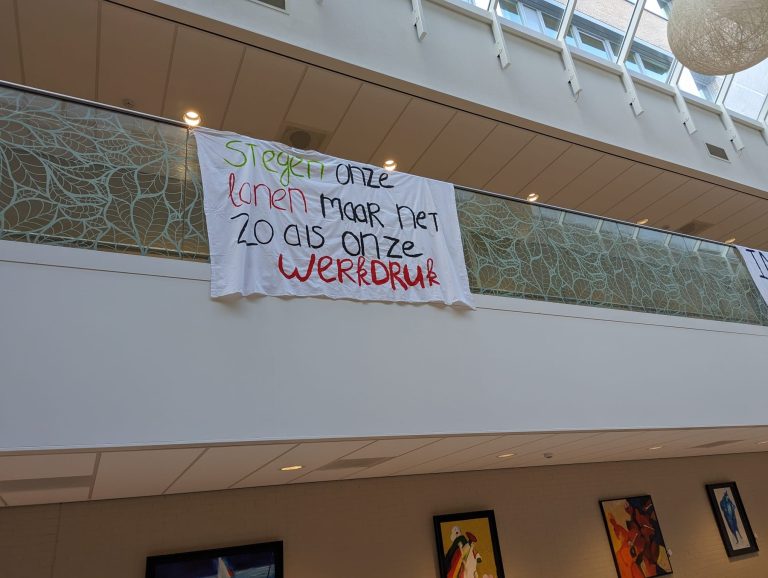 STEGEN ONZE
LONEN MAAR NET
ZO ALS ONZE
WERKDRUK